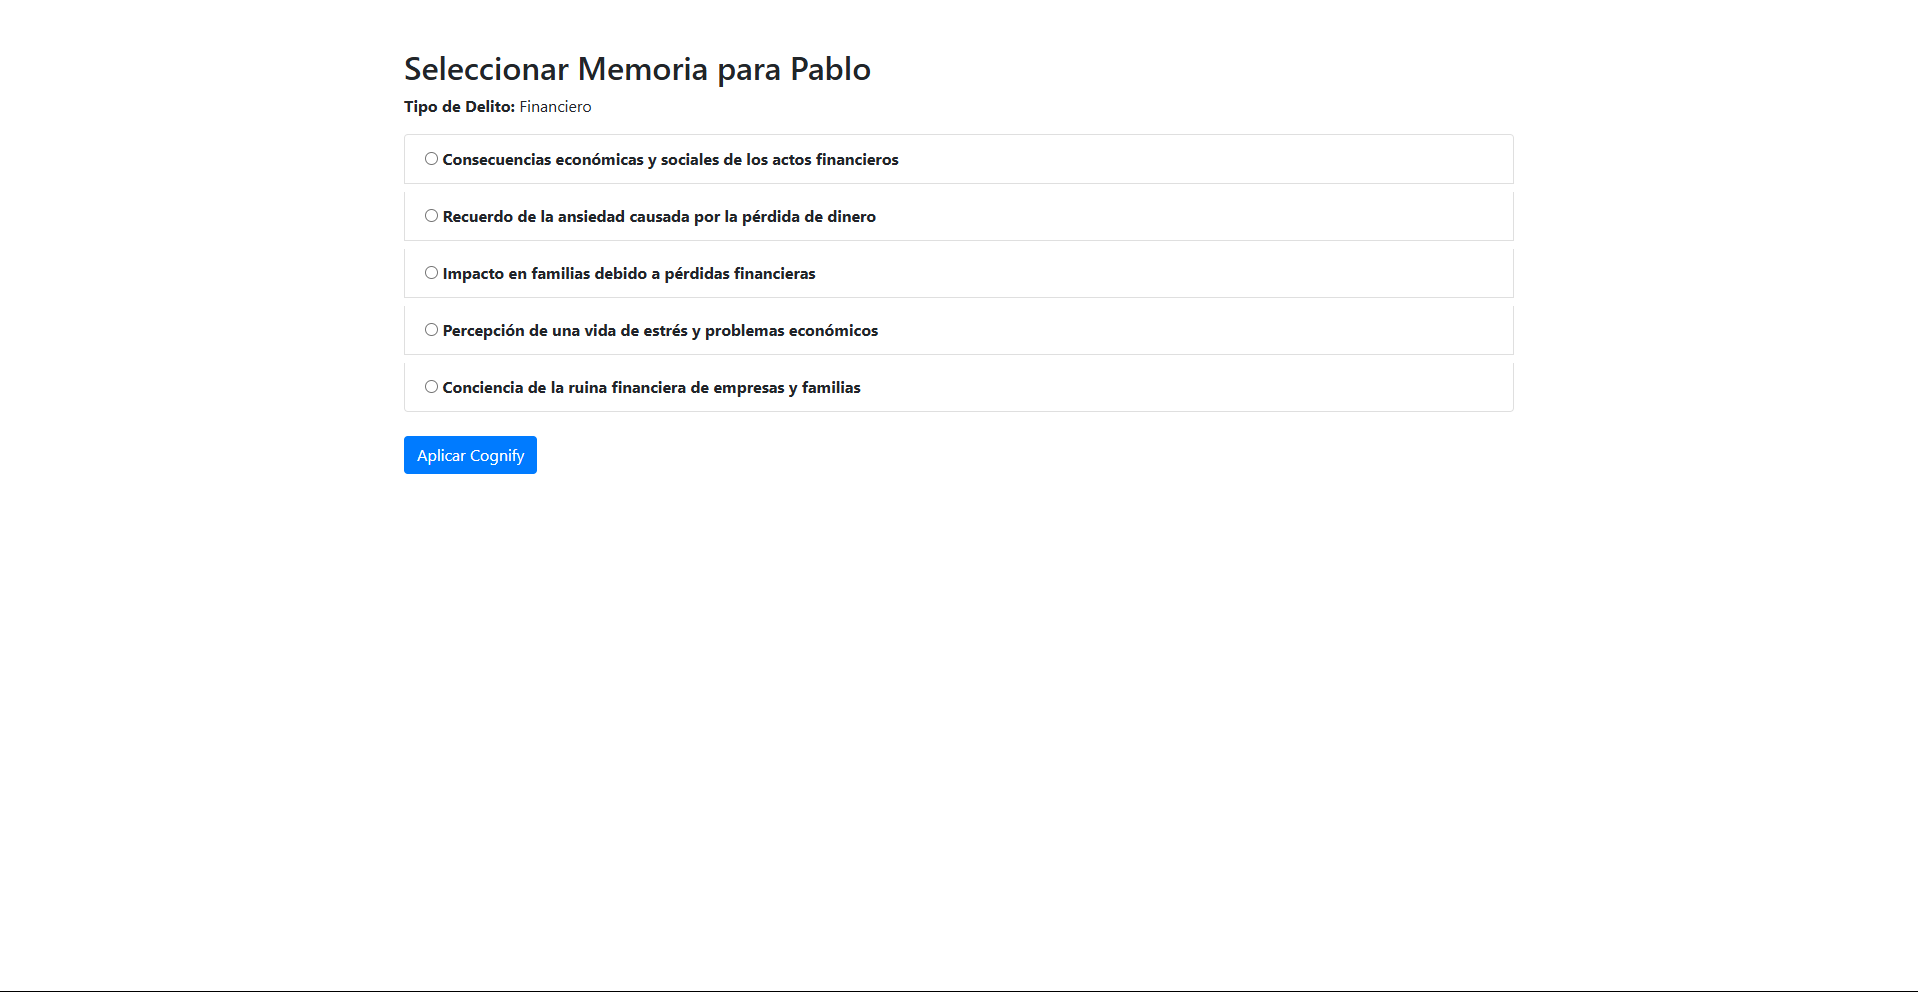 Seleccionar Memoria para Pablo
Tipo de Delito: Financiero
Consecuencias económicas y sociales de los actos financieros
Recuerdo de la ansiedad causada por la pérdida de dinero
Impacto en familias debido a pérdidas financieras
Percepción de una vida de estrés y problemas económicos
Conciencia de la ruina financiera de empresas y familias
Aplicar Cognify